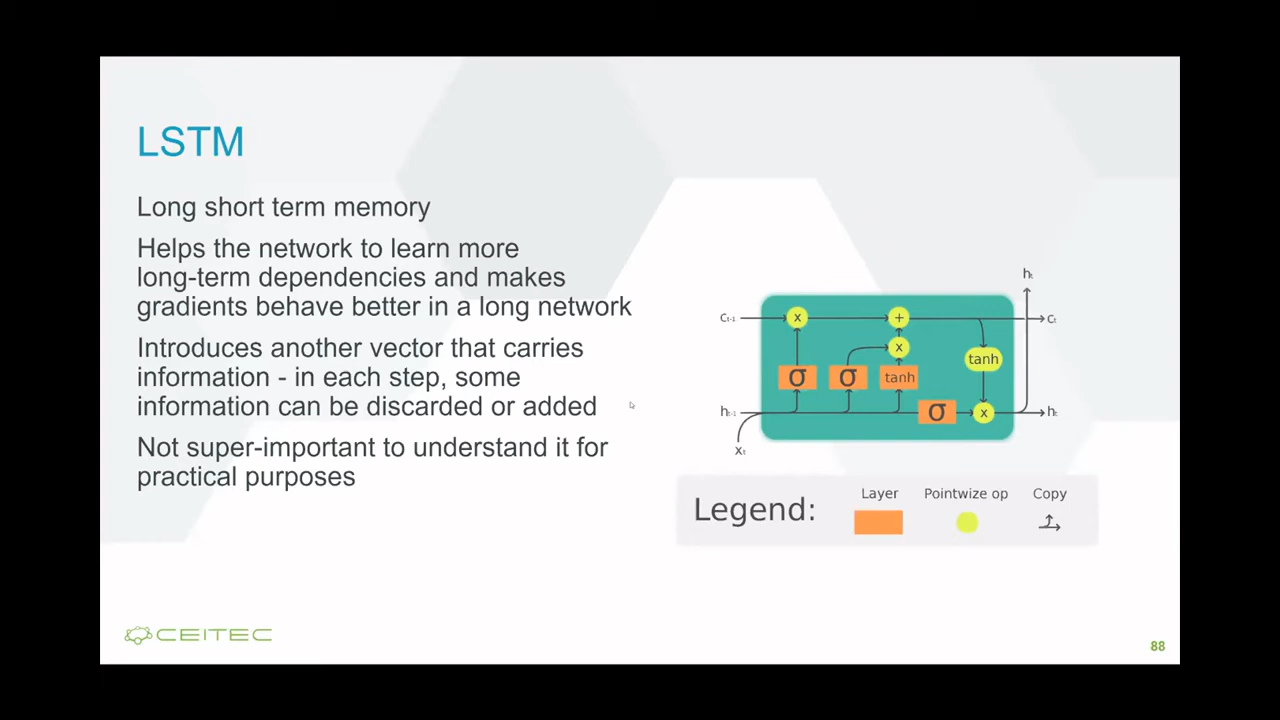 LSTM
Long short term memory
Helps the network to learn more
long-term dependencies and makes
gradients behave better in a long network
Introduces another vector that carries
information - in each step, some
information can be discarded or added
Not super-important to understand it for
practical purposes
hₜ
cₜ₋₁ x + cₜ
x tanh
σ σ tanh
hₜ₋₁ σ x hₜ
xₜ
Legend: Layer Pointwize op Copy
CEITEC
88